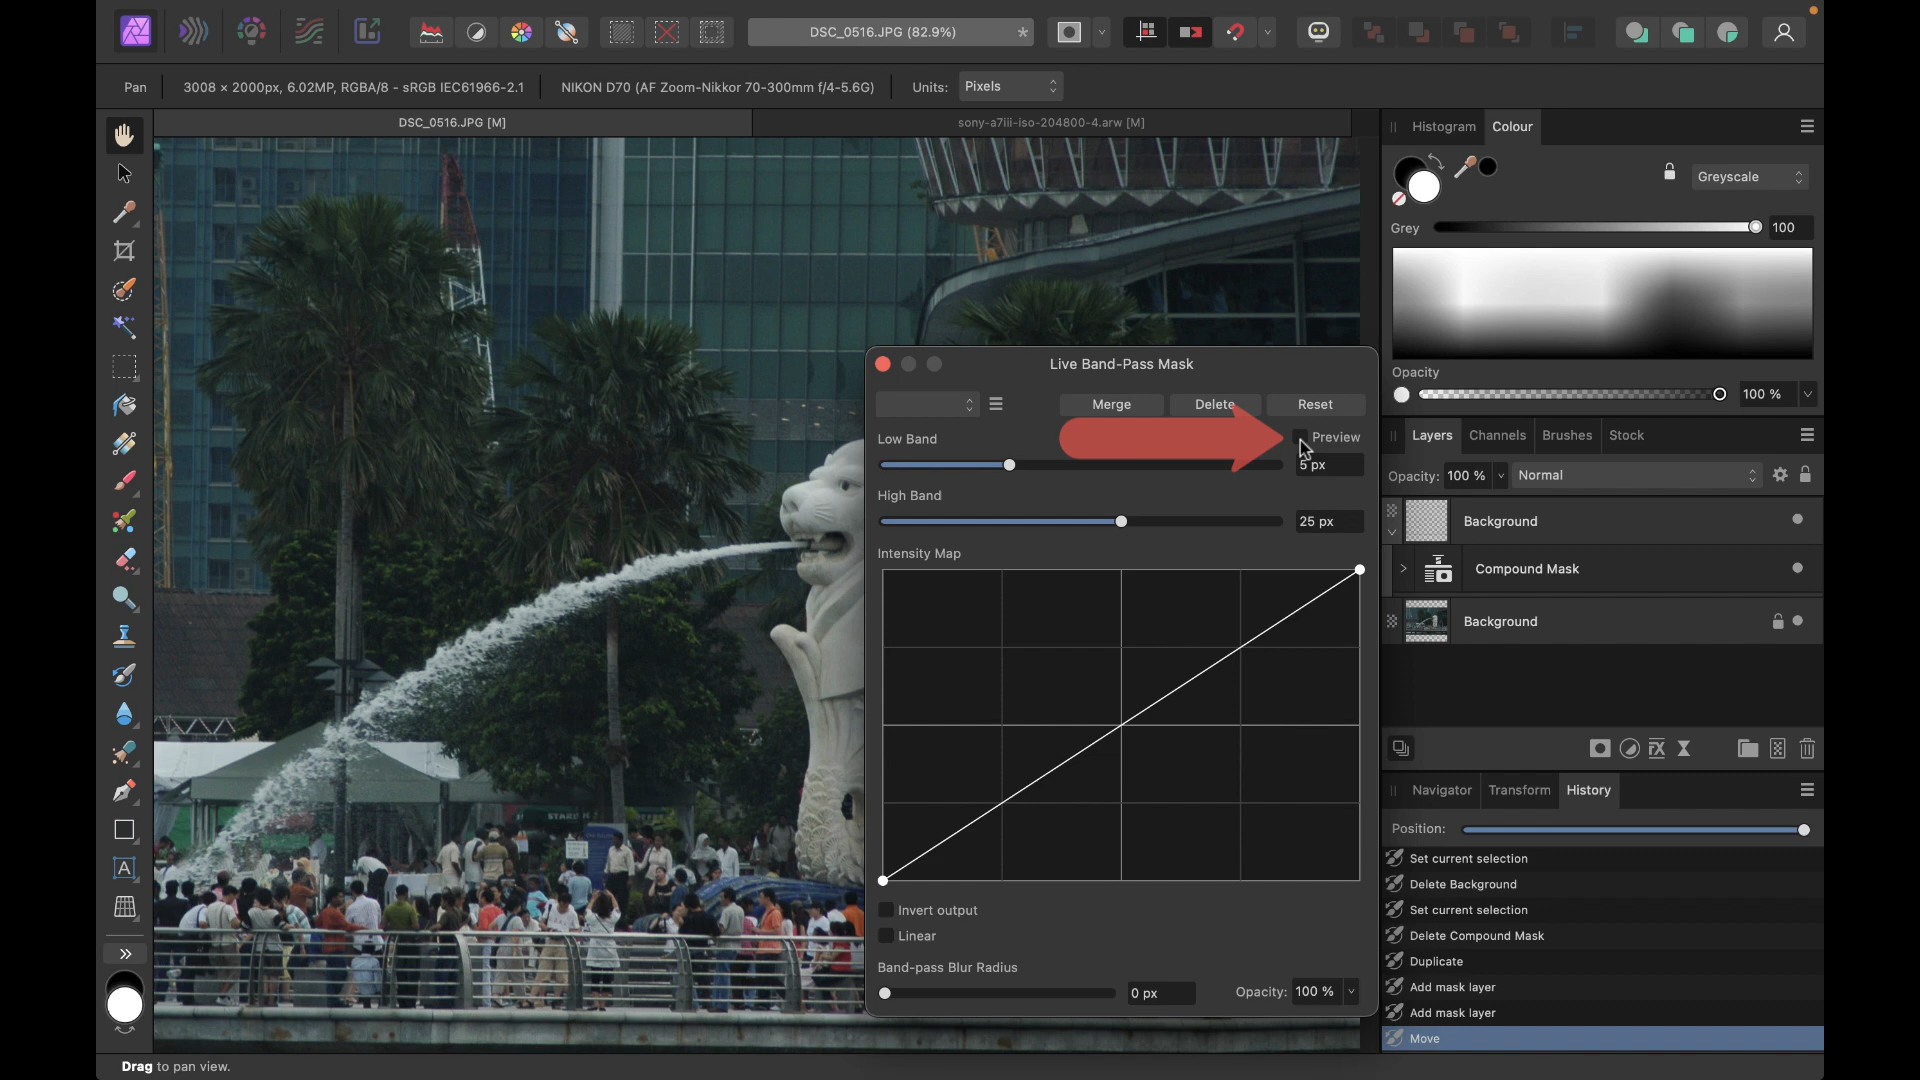 DSC_0516.JPG (82.9%)
*
Pan
3008 × 2000px, 6.02MP, RGBA/8 - sRGB IEC61966-2.1
NIKON D70 (AF Zoom-Nikkor 70-300mm f/4-5.6G)
Units:
Pixels
DSC_0516.JPG [M]
sony-a7iii-iso-204800-4.arw [M]
Histogram
Colour
Greyscale
Grey
100
Opacity
100 %
Live Band-Pass Mask
Merge
Delete
Reset
Low Band
Preview
5 px
High Band
25 px
Intensity Map
Invert output
Linear
Band-pass Blur Radius
0 px
Opacity:
100 %
Layers
Channels
Brushes
Stock
Opacity:
100 %
Normal
Background
Compound Mask
Background
Navigator
Transform
History
Position:
Set current selection
Delete Background
Set current selection
Delete Compound Mask
Duplicate
Add mask layer
Add mask layer
Move
A
Drag to pan view.